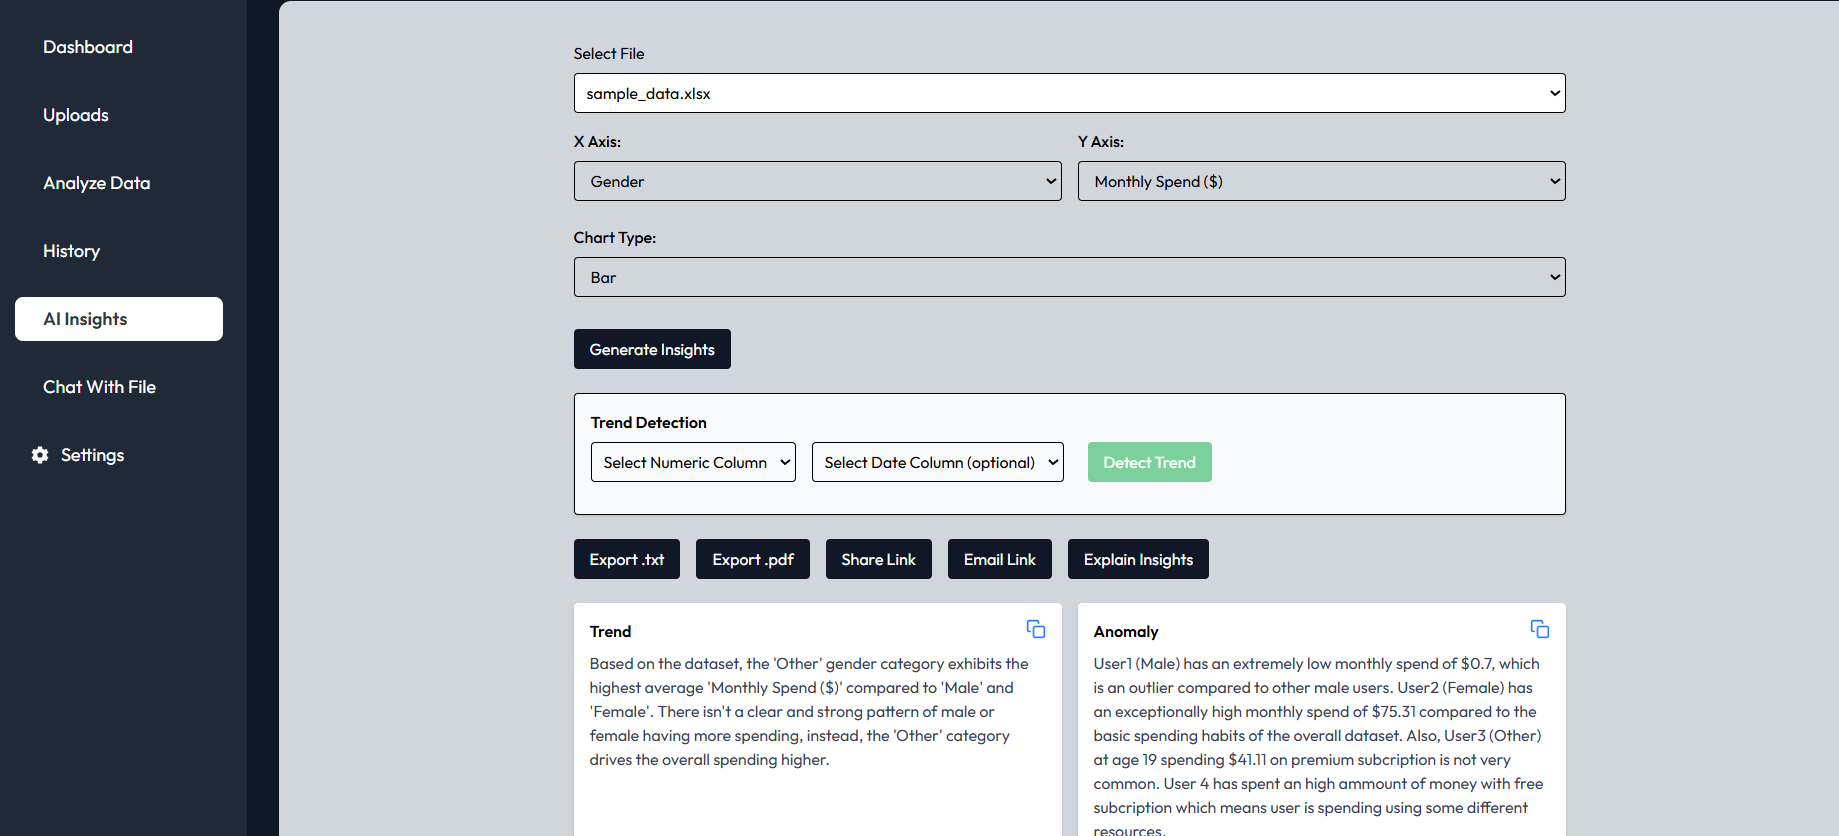 Dashboard
Uploads
Analyze Data
History
AI Insights
Chat With File
Settings
Select File
sample_data.xlsx
X Axis:
Y Axis:
Gender
Monthly Spend ($)
Chart Type:
Bar
Generate Insights
Trend Detection
Select Numeric Column
Select Date Column (optional)
Detect Trend
Export .txt
Export .pdf
Share Link
Email Link
Explain Insights
Trend
Based on the dataset, the 'Other' gender category exhibits the
highest average 'Monthly Spend ($)' compared to 'Male' and
'Female'. There isn't a clear and strong pattern of male or
female having more spending, instead, the 'Other' category
drives the overall spending higher.
Anomaly
User1 (Male) has an extremely low monthly spend of $0.7, which
is an outlier compared to other male users. User2 (Female) has
an exceptionally high monthly spend of $75.31 compared to the
basic spending habits of the overall dataset. Also, User3 (Other)
at age 19 spending $41.11 on premium subcription is not very
common. User 4 has spent an high ammount of money with free
subcription which means user is spending using some different
resources.